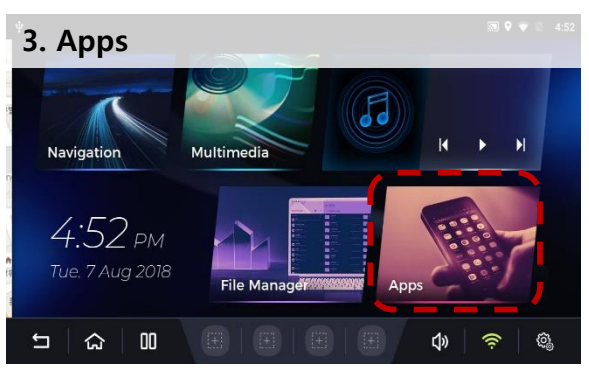 3. Apps
4:52
Navigation
Multimedia
4:52 PM
Tue. 7 Aug 2018
File Manager
Apps